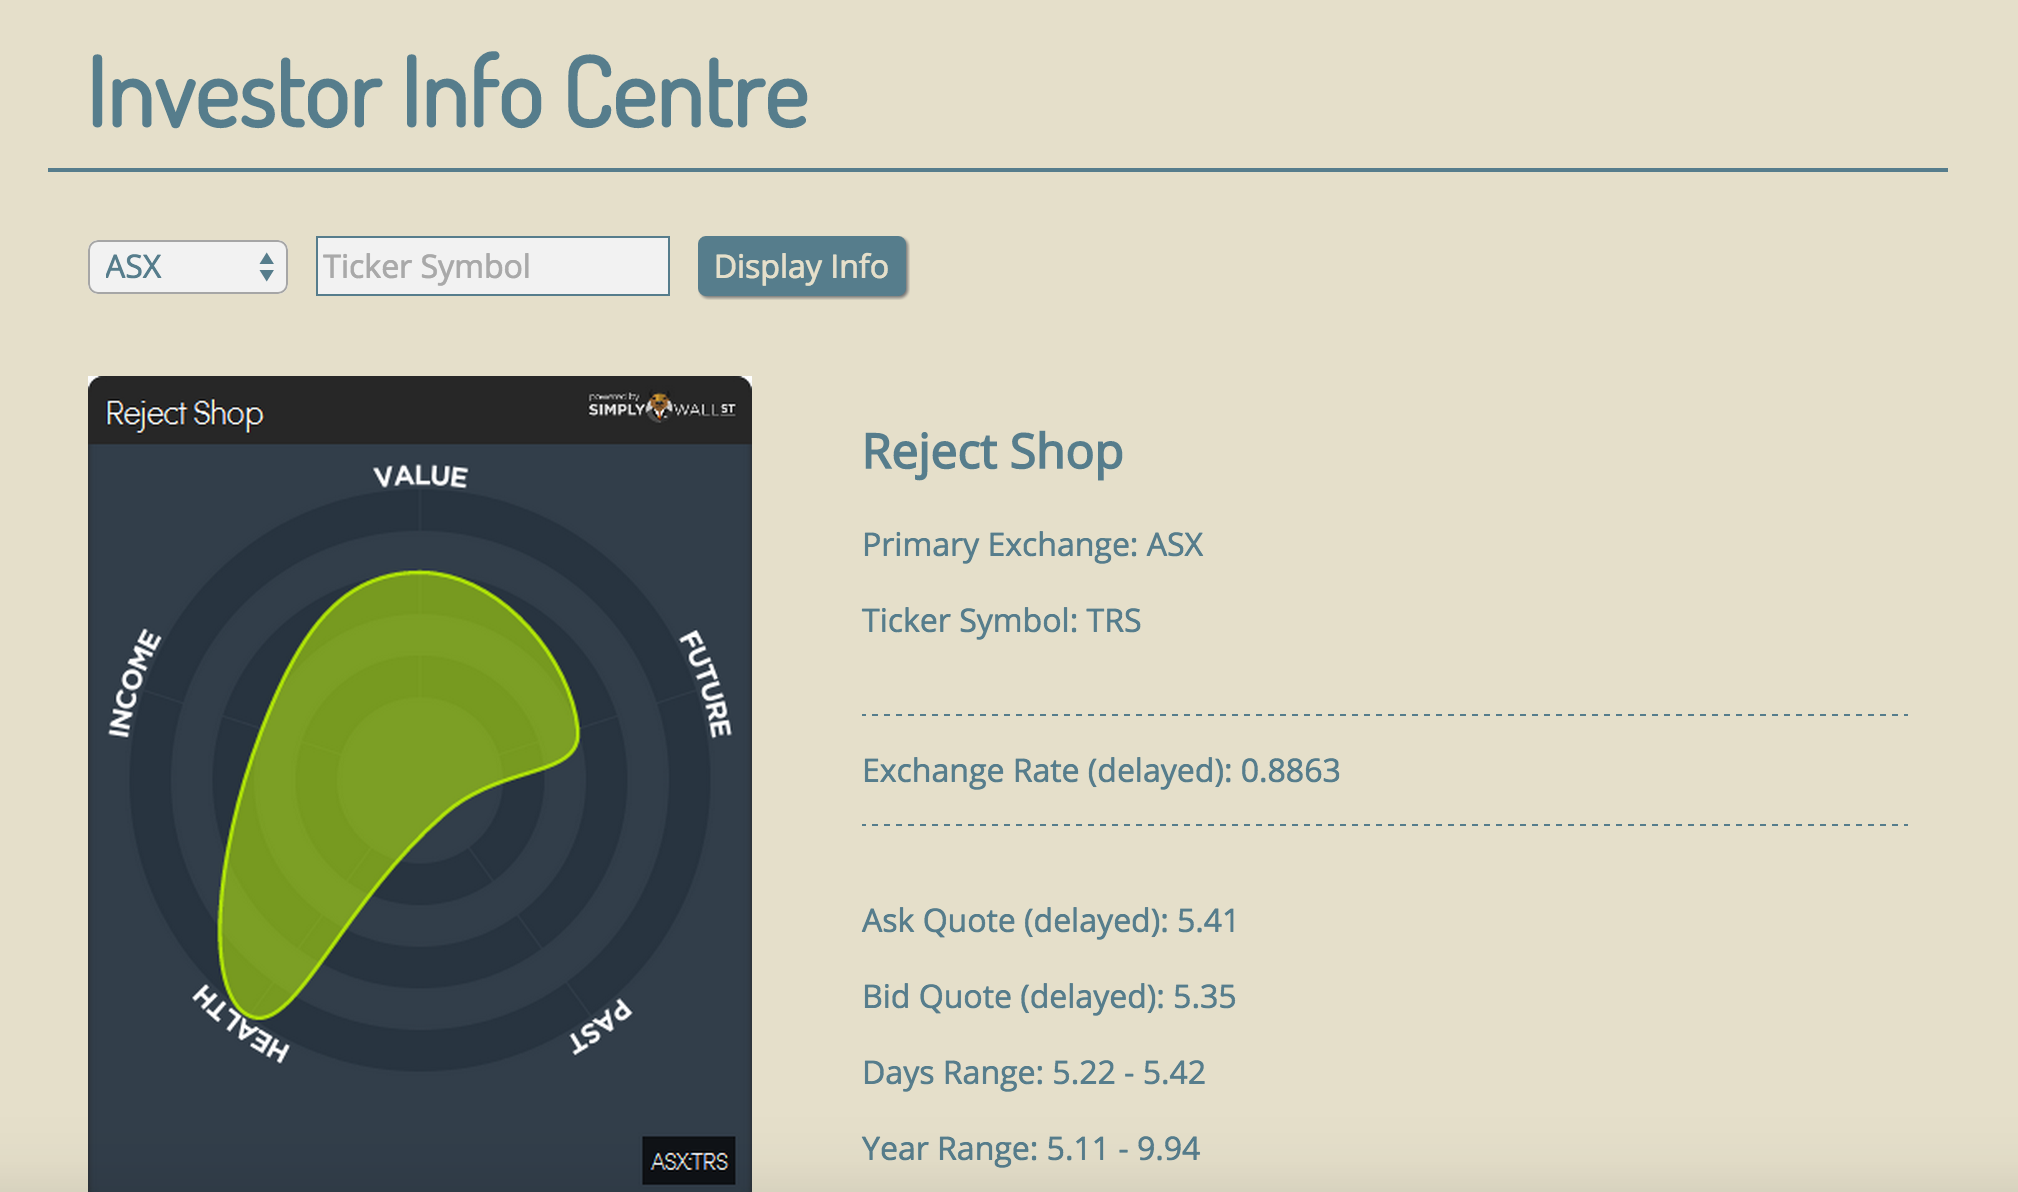 Investor Info Centre
ASX
Ticker Symbol
Display Info
Reject Shop
powered by
SIMPLY WALL ST
VALUE
FUTURE
PAST
HEALTH
INCOME
ASX:TRS
Reject Shop
Primary Exchange: ASX
Ticker Symbol: TRS
Exchange Rate (delayed): 0.8863
Ask Quote (delayed): 5.41
Bid Quote (delayed): 5.35
Days Range: 5.22 - 5.42
Year Range: 5.11 - 9.94